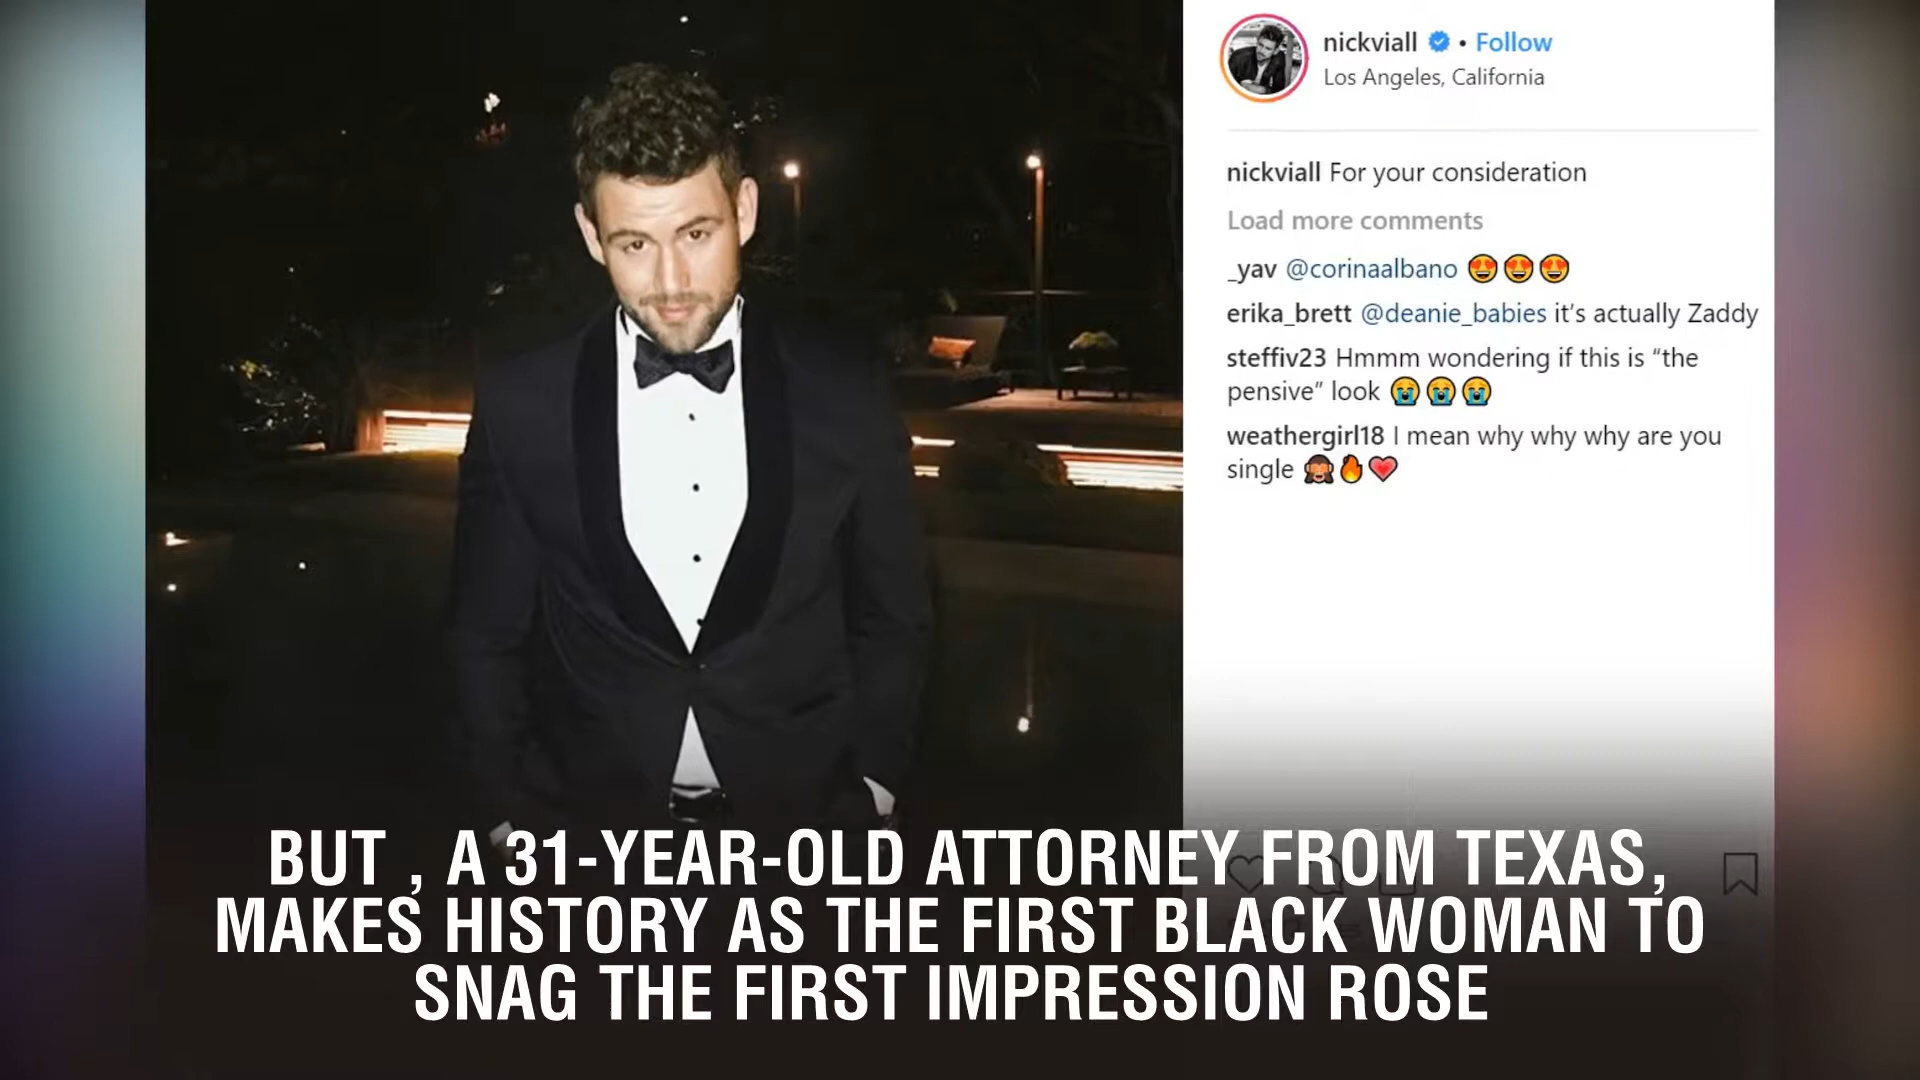 nickviall • Follow
Los Angeles, California
nickviall For your consideration
Load more comments
_yav @corinaalbano 😍😍😍
erika_brett @deanie_babies it’s actually Zaddy
steffiv23 Hmmm wondering if this is “the
pensive” look 😭😭😭
weathergirl18 I mean why why why are you
single 🙈🔥❤️
BUT , A 31-YEAR-OLD ATTORNEY FROM TEXAS,
MAKES HISTORY AS THE FIRST BLACK WOMAN TO
SNAG THE FIRST IMPRESSION ROSE